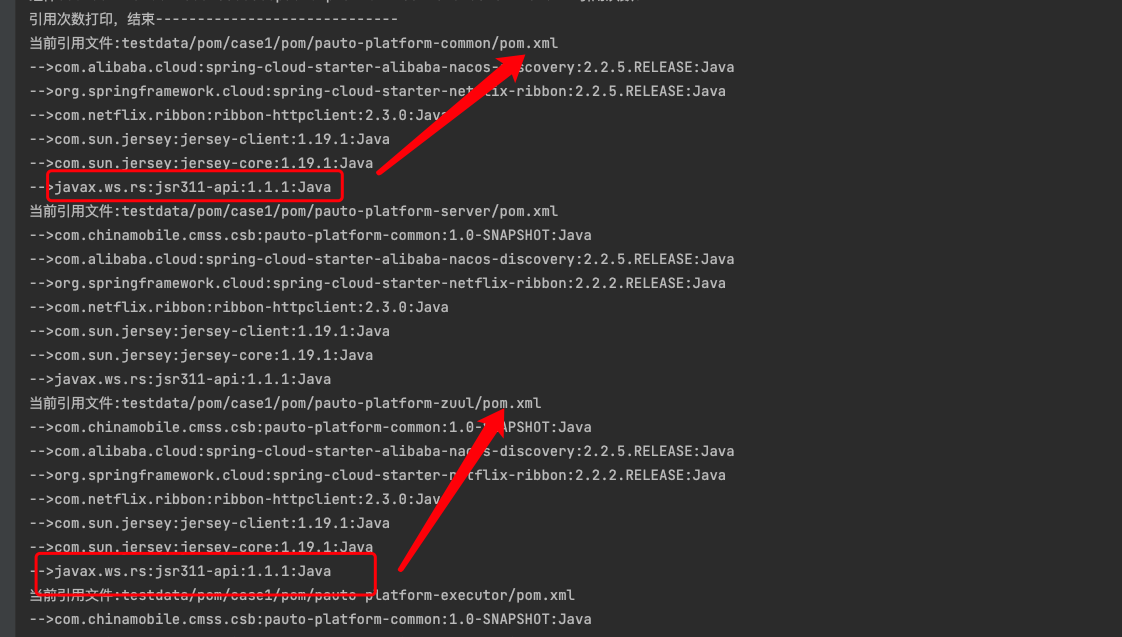 引用次数打印，结束-----------------------------
当前引用文件:testdata/pom/case1/pom/pauto-platform-common/pom.xml
-->com.alibaba.cloud:spring-cloud-starter-alibaba-nacos-discovery:2.2.5.RELEASE:Java
-->org.springframework.cloud:spring-cloud-starter-netflix-ribbon:2.2.5.RELEASE:Java
-->com.netflix.ribbon:ribbon-httpclient:2.3.0:Java
-->com.sun.jersey:jersey-client:1.19.1:Java
-->com.sun.jersey:jersey-core:1.19.1:Java
-->javax.ws.rs:jsr311-api:1.1.1:Java
当前引用文件:testdata/pom/case1/pom/pauto-platform-server/pom.xml
-->com.chinamobile.cmss.csb:pauto-platform-common:1.0-SNAPSHOT:Java
-->com.alibaba.cloud:spring-cloud-starter-alibaba-nacos-discovery:2.2.5.RELEASE:Java
-->org.springframework.cloud:spring-cloud-starter-netflix-ribbon:2.2.2.RELEASE:Java
-->com.netflix.ribbon:ribbon-httpclient:2.3.0:Java
-->com.sun.jersey:jersey-client:1.19.1:Java
-->com.sun.jersey:jersey-core:1.19.1:Java
-->javax.ws.rs:jsr311-api:1.1.1:Java
当前引用文件:testdata/pom/case1/pom/pauto-platform-zuul/pom.xml
-->com.chinamobile.cmss.csb:pauto-platform-common:1.0-SNAPSHOT:Java
-->com.alibaba.cloud:spring-cloud-starter-alibaba-nacos-discovery:2.2.5.RELEASE:Java
-->org.springframework.cloud:spring-cloud-starter-netflix-ribbon:2.2.2.RELEASE:Java
-->com.netflix.ribbon:ribbon-httpclient:2.3.0:Java
-->com.sun.jersey:jersey-client:1.19.1:Java
-->com.sun.jersey:jersey-core:1.19.1:Java
-->javax.ws.rs:jsr311-api:1.1.1:Java
当前引用文件:testdata/pom/case1/pom/pauto-platform-executor/pom.xml
-->com.chinamobile.cmss.csb:pauto-platform-common:1.0-SNAPSHOT:Java